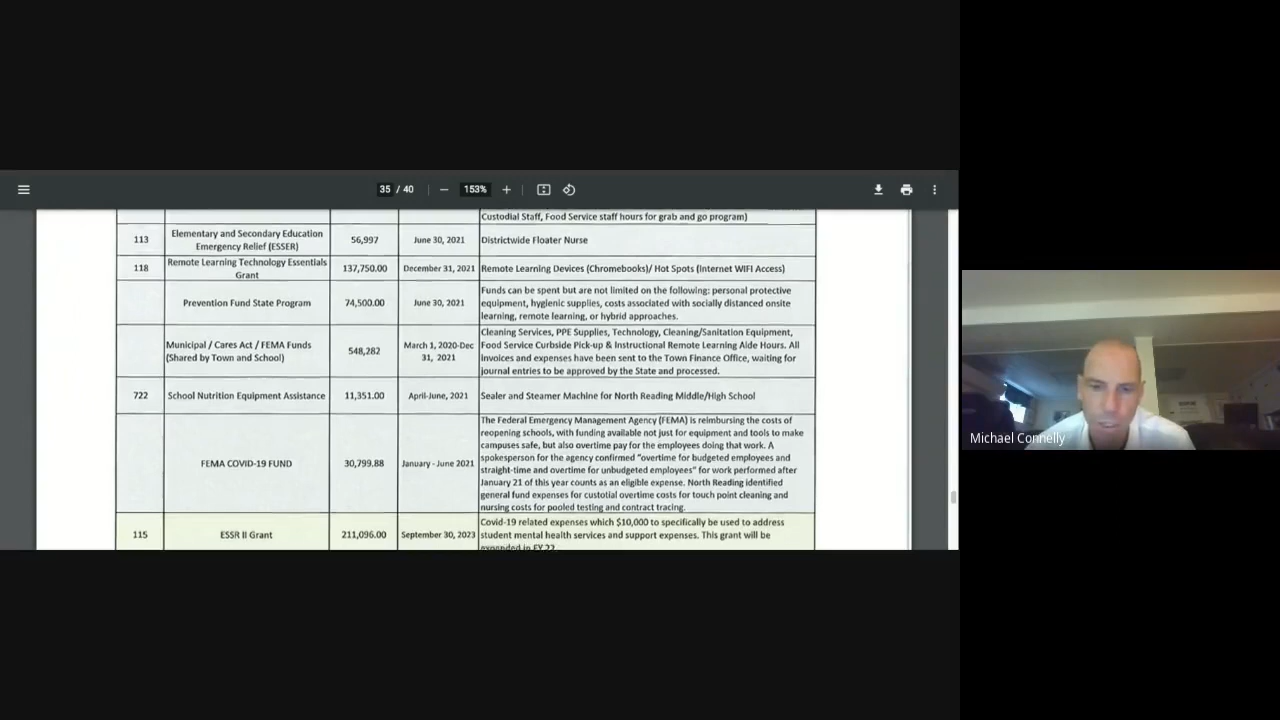 35 / 40
153%
Custodial Staff, Food Service staff hours for grab and go program)
113
Elementary and Secondary Education
Emergency Relief (ESSER)
56,997
June 30, 2021
Districtwide Floater Nurse
118
Remote Learning Technology Essentials
Grant
137,750.00
December 31, 2021
Remote Learning Devices (Chromebooks)/ Hot Spots (Internet WIFI Access)
Prevention Fund State Program
74,500.00
June 30, 2021
Funds can be spent but are not limited on the following: personal protective
equipment, hygienic supplies, costs associated with socially distanced onsite
learning, remote learning, or hybrid approaches.
Municipal / Cares Act / FEMA Funds
(Shared by Town and School)
548,282
March 1, 2020-Dec
31, 2021
Cleaning Services, PPE Supplies, Technology, Cleaning/Sanitation Equipment,
Food Service Curbside Pick-up & Instructional Remote Learning Aide Hours. All
invoices and expenses have been sent to the Town Finance Office, waiting for
journal entries to be approved by the State and processed.
722
School Nutrition Equipment Assistance
11,351.00
April-June, 2021
Sealer and Steamer Machine for North Reading Middle/High School
FEMA COVID-19 FUND
30,799.88
January - June 2021
The Federal Emergency Management Agency (FEMA) is reimbursing the costs of
reopening schools, with funding available not just for equipment and tools to make
campuses safe, but also overtime pay for the employees doing that work. A
spokesperson for the agency confirmed "overtime for budgeted employees and
straight-time and overtime for unbudgeted employees" for work performed after
January 21 of this year counts as an eligible expense. North Reading identified
general fund expenses for custotial overtime costs for touch point cleaning and
nursing costs for pooled testing and contract tracing.
115
ESSR II Grant
211,096.00
September 30, 2023
Covid-19 related expenses which $10,000 to specifically be used to address
student mental health services and support expenses. This grant will be
expended in FY 22
Michael Connelly